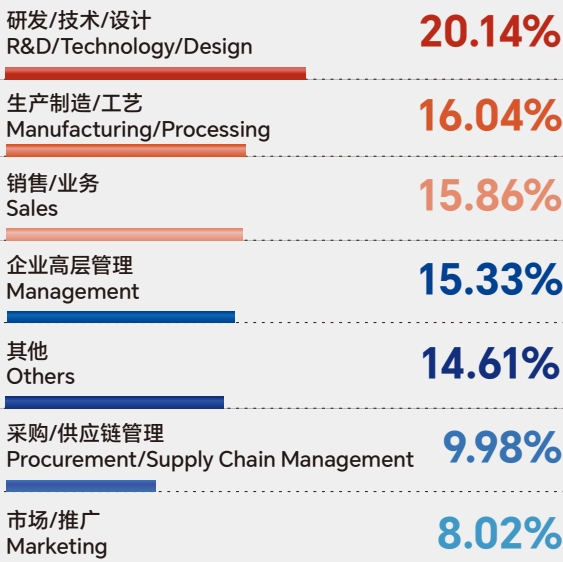 研发/技术/设计
R&D/Technology/Design
20.14%
生产制造/工艺
Manufacturing/Processing
16.04%
销售/业务
Sales
15.86%
企业高层管理
Management
15.33%
其他
Others
14.61%
采购/供应链管理
Procurement/Supply Chain Management
9.98%
市场/推广
Marketing
8.02%